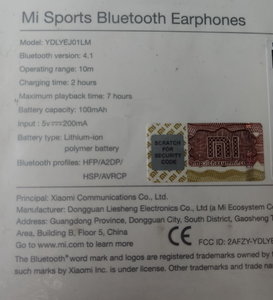 Mi Sports Bluetooth Earphones
Model: YDLYEJ01LM
Bluetooth version: 4.1
Operating range: 10m
Charging time: 2 hours
Maximum playback time: 7 hours
Battery capacity: 100mAh
Input : 5V⎓200mA
Battery type: Lithium-ion
polymer battery
Bluetooth profiles: HFP/A2DP/
HSP/AVRCP
SCRATCH
FOR
SECURITY
CODE
Principal: Xiaomi Communications Co., Ltd.
Manufacturer: Dongguan Liesheng Electronics Co., Ltd (a Mi Ecosystem C
Address: Guangdong Province, Dongguan City, South District, Gaosheng T
Area, Building B, Floor 5, China
Go to www.mi.com to learn more
CE FCC ID: 2AFZY-YDLYE
The Bluetooth® word mark and logos are registered trademarks owned by
such marks by Xiaomi Inc. is under license. Other trademarks and trade na